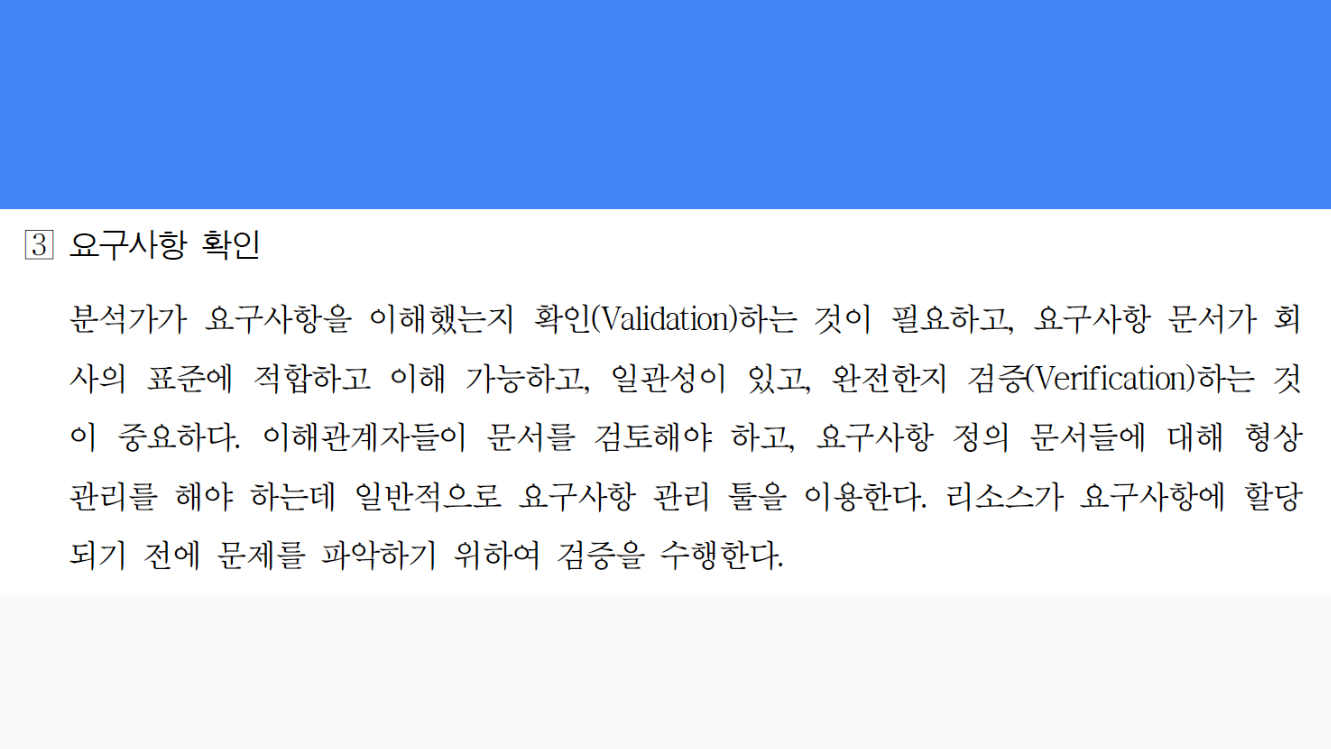 3 요구사항 확인
분석가가 요구사항을 이해했는지 확인(Validation)하는 것이 필요하고, 요구사항 문서가 회
사의 표준에 적합하고 이해 가능하고, 일관성이 있고, 완전한지 검증(Verification)하는 것
이 중요하다. 이해관계자들이 문서를 검토해야 하고, 요구사항 정의 문서들에 대해 형상
관리를 해야 하는데 일반적으로 요구사항 관리 툴을 이용한다. 리소스가 요구사항에 할당
되기 전에 문제를 파악하기 위하여 검증을 수행한다.